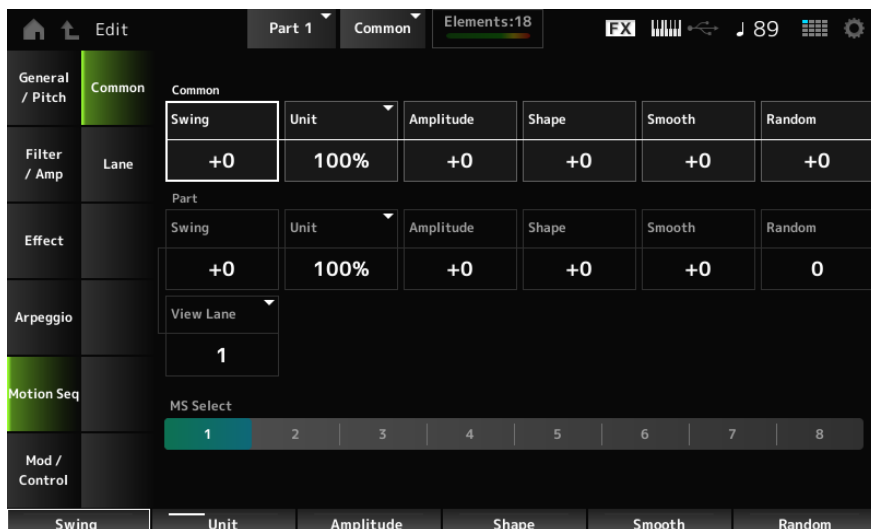 Edit
Part 1
Common
Elements:18
FX
♩ 89
General
/ Pitch
Common
Filter
/ Amp
Lane
Effect
Arpeggio
Motion Seq
Mod /
Control
Common
Swing Unit Amplitude Shape Smooth Random
+0 100% +0 +0 +0 +0
Part
Swing Unit Amplitude Shape Smooth Random
+0 100% +0 +0 +0 0
View Lane
1
MS Select
1 2 3 4 5 6 7 8
Swing Unit Amplitude Shape Smooth Random